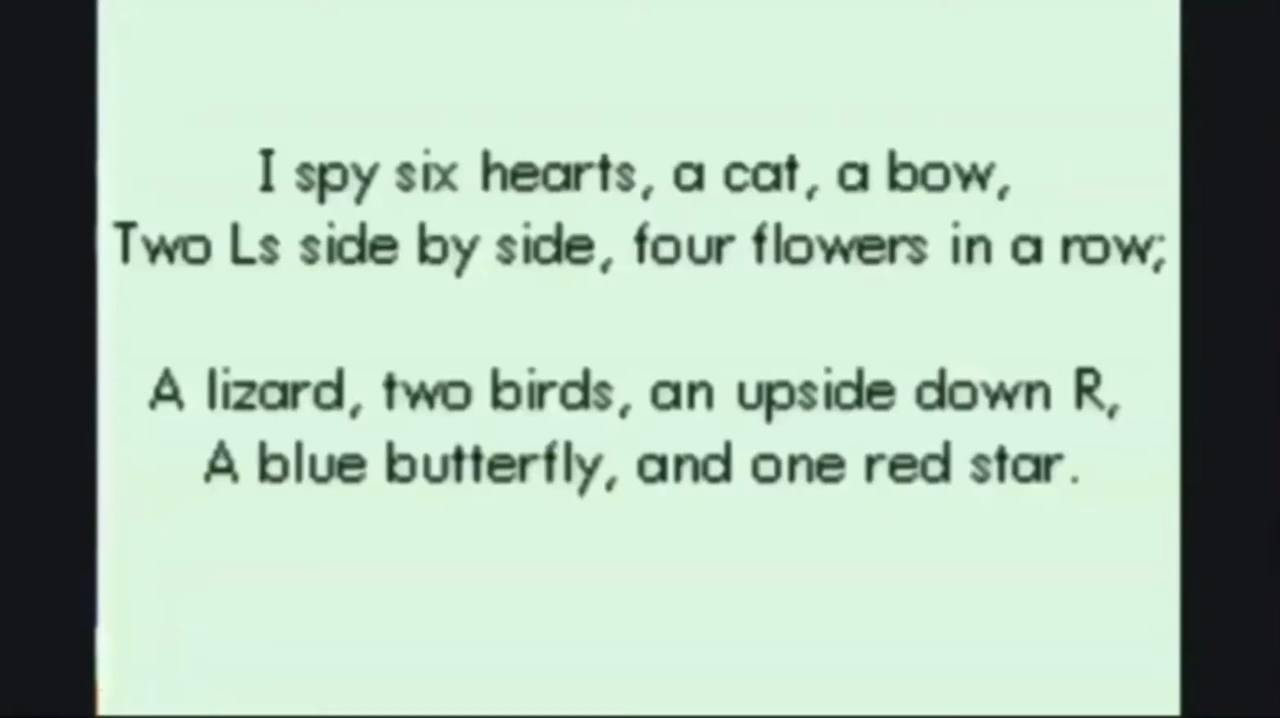 I spy six hearts, a cat, a bow,
Two Ls side by side, four flowers in a row;
A lizard, two birds, an upside down R,
A blue butterfly, and one red star.